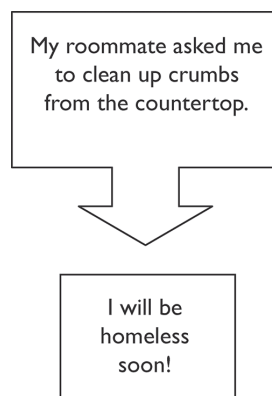 My roommate asked me
to clean up crumbs
from the countertop.
I will be
homeless
soon!